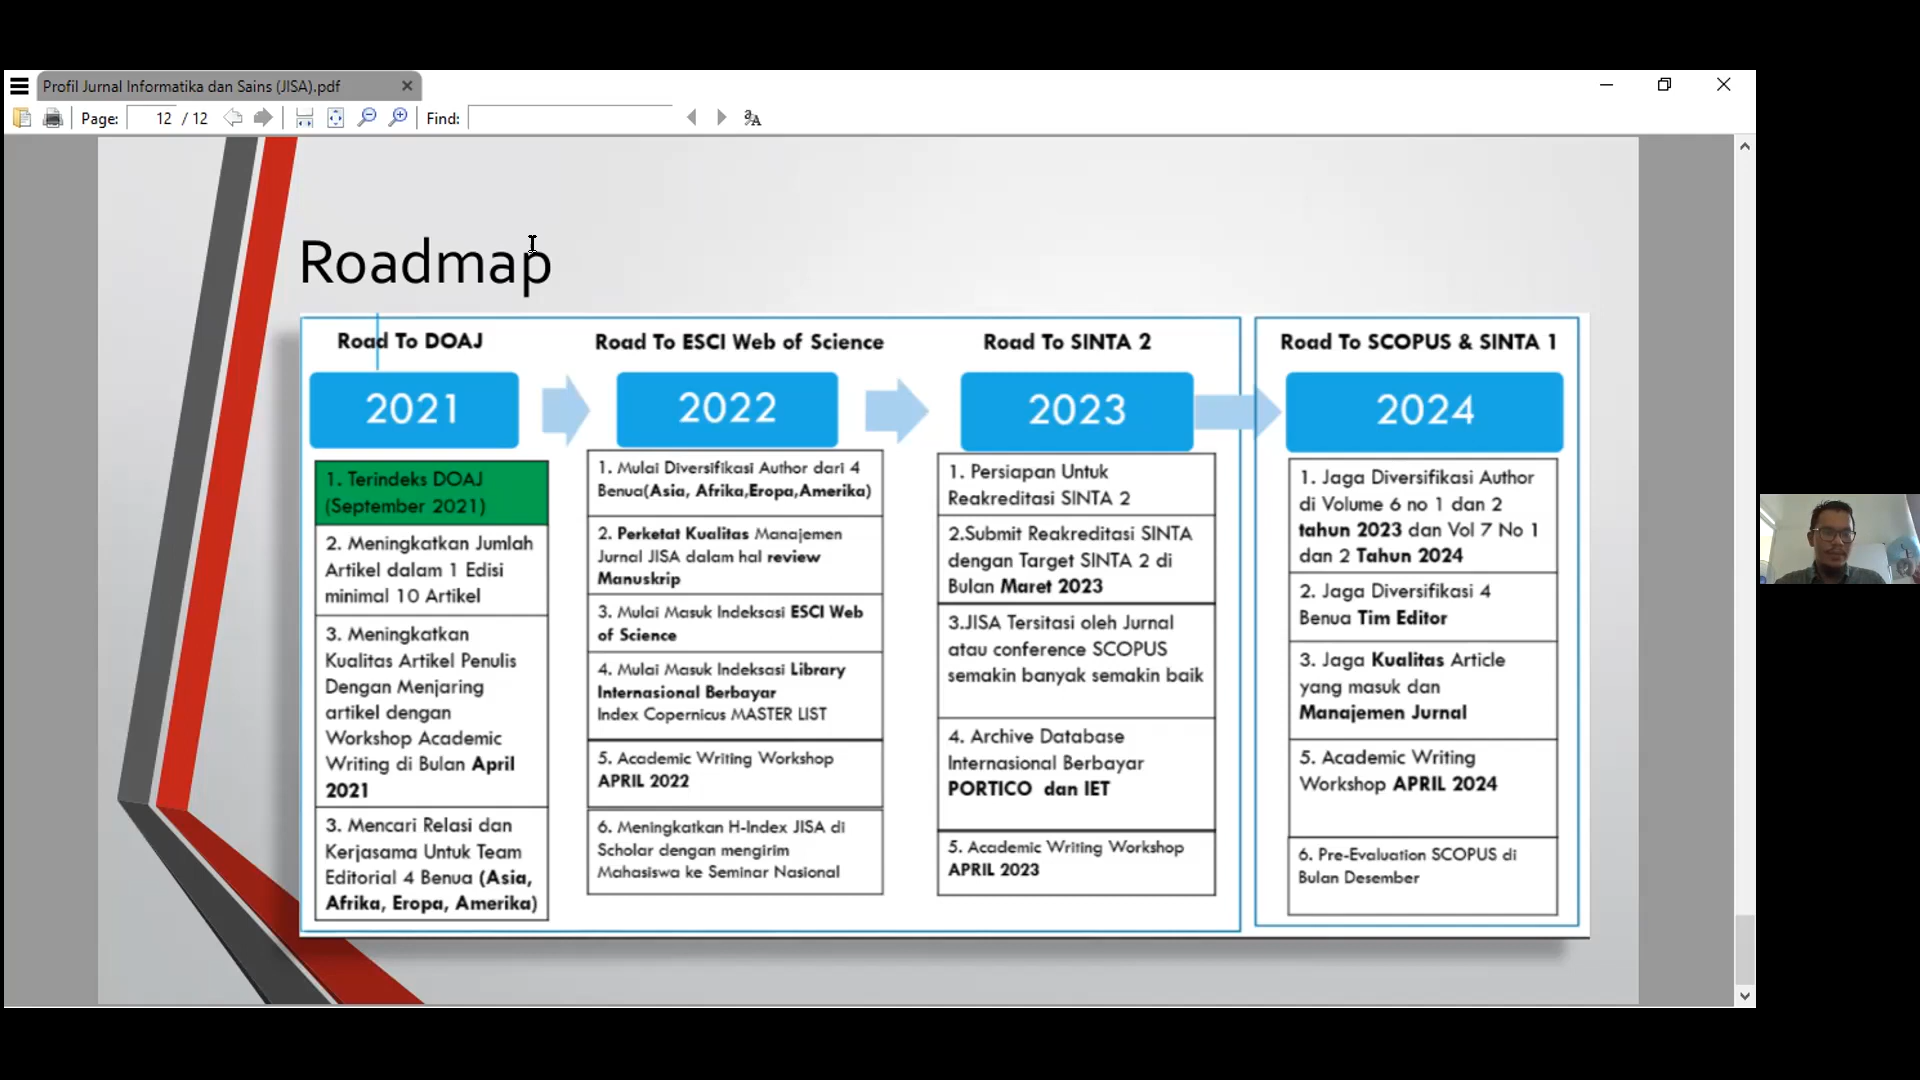 Profil Jurnal Informatika dan Sains (JISA).pdf
Page: 12 / 12 Find:
Roadmap
Road To DOAJ
2021
1. Terindeks DOAJ
(September 2021)
2. Meningkatkan Jumlah
Artikel dalam 1 Edisi
minimal 10 Artikel
3. Meningkatkan
Kualitas Artikel Penulis
Dengan Menjaring
artikel dengan
Workshop Academic
Writing di Bulan April
2021
3. Mencari Relasi dan
Kerjasama Untuk Team
Editorial 4 Benua (Asia,
Afrika, Eropa, Amerika)
Road To ESCI Web of Science
2022
1. Mulai Diversifikasi Author dari 4
Benua(Asia, Afrika,Eropa,Amerika)
2. Perketat Kualitas Manajemen
Jurnal JISA dalam hal review
Manuskrip
3. Mulai Masuk Indeksasi ESCI Web
of Science
4. Mulai Masuk Indeksasi Library
Internasional Berbayar
Index Copernicus MASTER LIST
5. Academic Writing Workshop
APRIL 2022
6. Meningkatkan H-Index JISA di
Scholar dengan mengirim
Mahasiswa ke Seminar Nasional
Road To SINTA 2
2023
1. Persiapan Untuk
Reakreditasi SINTA 2
2.Submit Reakreditasi SINTA
dengan Target SINTA 2 di
Bulan Maret 2023
3.JISA Tersitasi oleh Jurnal
atau conference SCOPUS
semakin banyak semakin baik
4. Archive Database
Internasional Berbayar
PORTICO dan IET
5. Academic Writing Workshop
APRIL 2023
Road To SCOPUS & SINTA 1
2024
1. Jaga Diversifikasi Author
di Volume 6 no 1 dan 2
tahun 2023 dan Vol 7 No 1
dan 2 Tahun 2024
2. Jaga Diversifikasi 4
Benua Tim Editor
3. Jaga Kualitas Article
yang masuk dan
Manajemen Jurnal
5. Academic Writing
Workshop APRIL 2024
6. Pre-Evaluation SCOPUS di
Bulan Desember